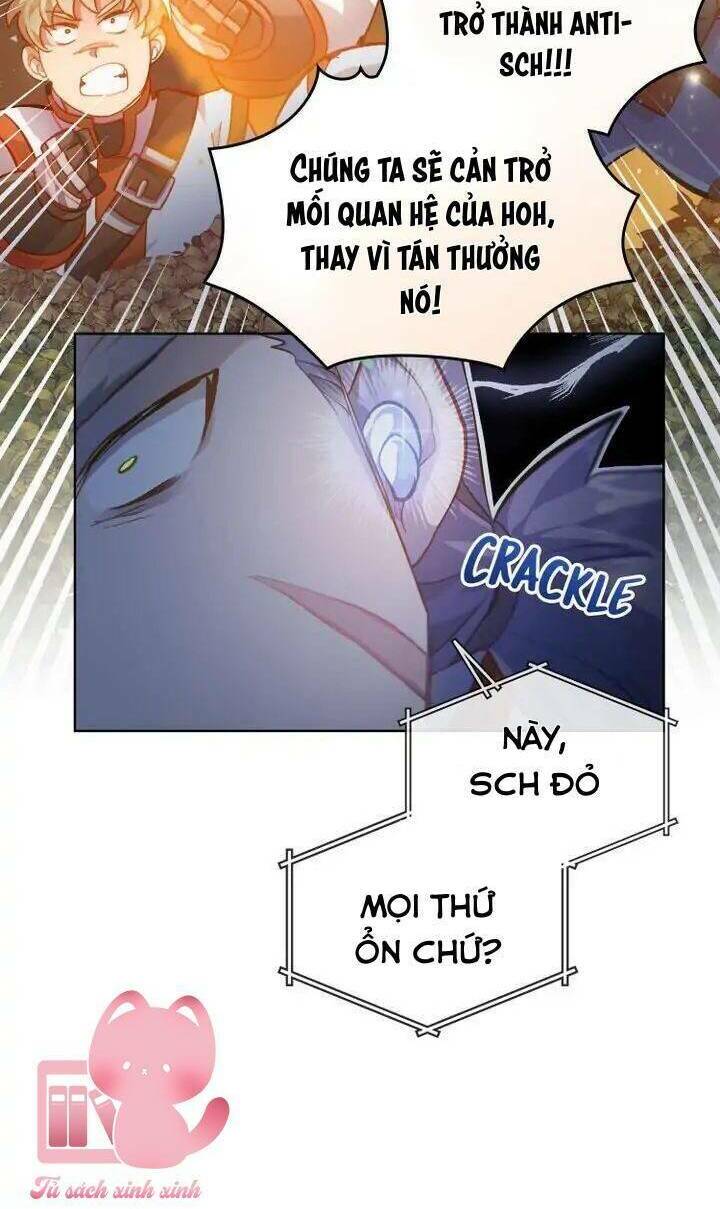 TRỞ THÀNH ANTI-
SCH!!!
CHÚNG TA SẼ CẢN TRỞ
MỐI QUAN HỆ CỦA HOH,
THAY VÌ TÁN THƯỞNG
NÓ!
CRACKLE
NÀY,
SCH ĐỎ
MỌI THỨ
ỔN CHỨ?
Tủ sách xinh xinh